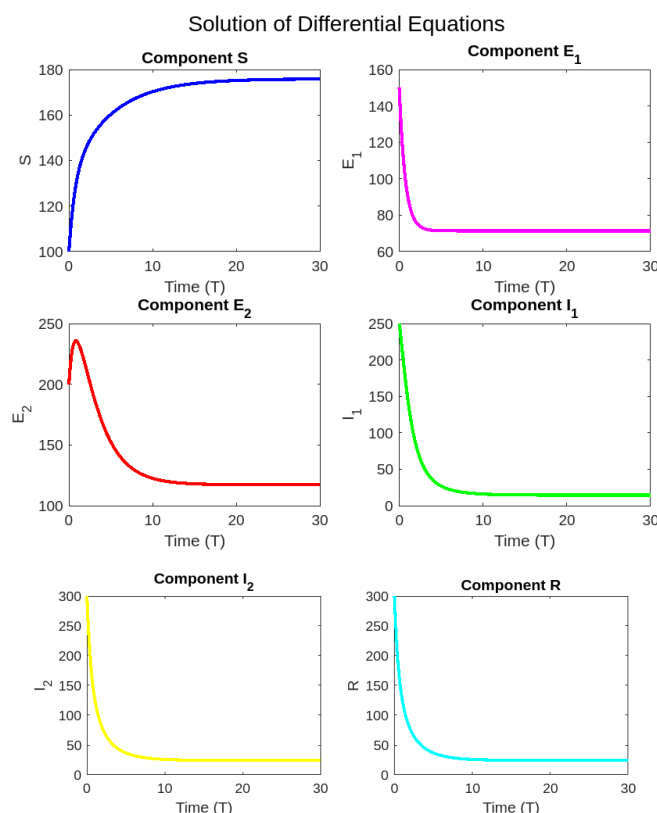 Solution of Differential Equations
Component S
180
160
140
120
100
S
0 10 20 30
Time (T)
Component E1
160
140
120
100
80
60
E1
0 10 20 30
Time (T)
Component E2
250
200
150
100
E2
0 10 20 30
Time (T)
Component I1
250
200
150
100
50
0
I1
0 10 20 30
Time (T)
Component I2
300
250
200
150
100
50
0
I2
0 10 20 30
Time (T)
Component R
300
250
200
150
100
50
0
R
0 10 20 30
Time (T)